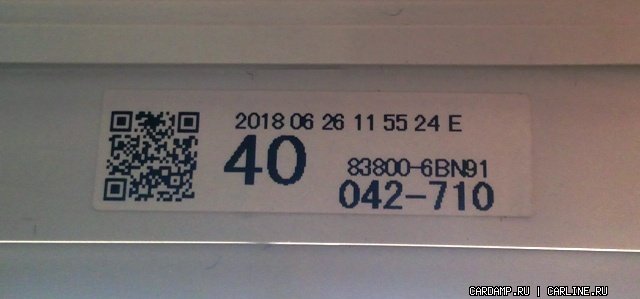 2018 06 26 11 55 24 E
40
83800-6BN91
042-710
CARDAMP.RU | CARLINE.RU